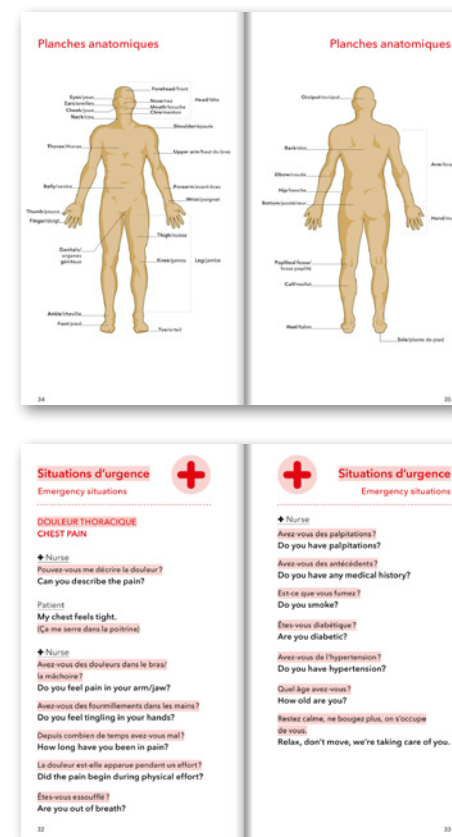 Planches anatomiques
Forehead/front
Eyes/yeux
Ears/oreilles
Cheek/joue
Neck/cou
Nose/nez
Mouth/bouche
Chin/menton
Head/tête
Shoulder/épaule
Thorax/thorax
Upper arm/haut du bras
Belly/ventre
Forearm/avant-bras
Wrist/poignet
Thumb/pouce
Finger/doigt
Thigh/cuisse
Genitals/
organes
génitaux
Knee/genou
Leg/jambe
Ankle/cheville
Foot/pied
Toe/orteil
34
Planches anatomiques
Occiput/occiput
Back/dos
Elbow/coude
Hip/hanche
Bottom/postérieur
Popliteal fossa/
fosse poplité
Calf/mollet
Heel/talon
Sole/plante de pied
35
Situations d'urgence
Emergency situations
DOULEUR THORACIQUE
CHEST PAIN
Nurse
Pouvez-vous me décrire la douleur ?
Can you describe the pain?
Patient
My chest feels tight.
(Ça me serre dans la poitrine)
Nurse
Avez-vous des douleurs dans le bras/
la mâchoire ?
Do you feel pain in your arm/jaw?
Avez-vous des fourmillements dans les mains ?
Do you feel tingling in your hands?
Depuis combien de temps avez-vous mal ?
How long have you been in pain?
La douleur est-elle apparue pendant un effort ?
Did the pain begin during physical effort?
Êtes-vous essoufflé ?
Are you out of breath?
32
Situations d'urgence
Emergency situations
Nurse
Avez-vous des palpitations ?
Do you have palpitations?
Avez-vous des antécédents ?
Do you have any medical history?
Est-ce que vous fumez ?
Do you smoke?
Êtes-vous diabétique ?
Are you diabetic?
Avez-vous de l'hypertension ?
Do you have hypertension?
Quel âge avez-vous ?
How old are you?
Restez calme, ne bougez plus, on s'occupe
de vous.
Relax, don't move, we're taking care of you.
33